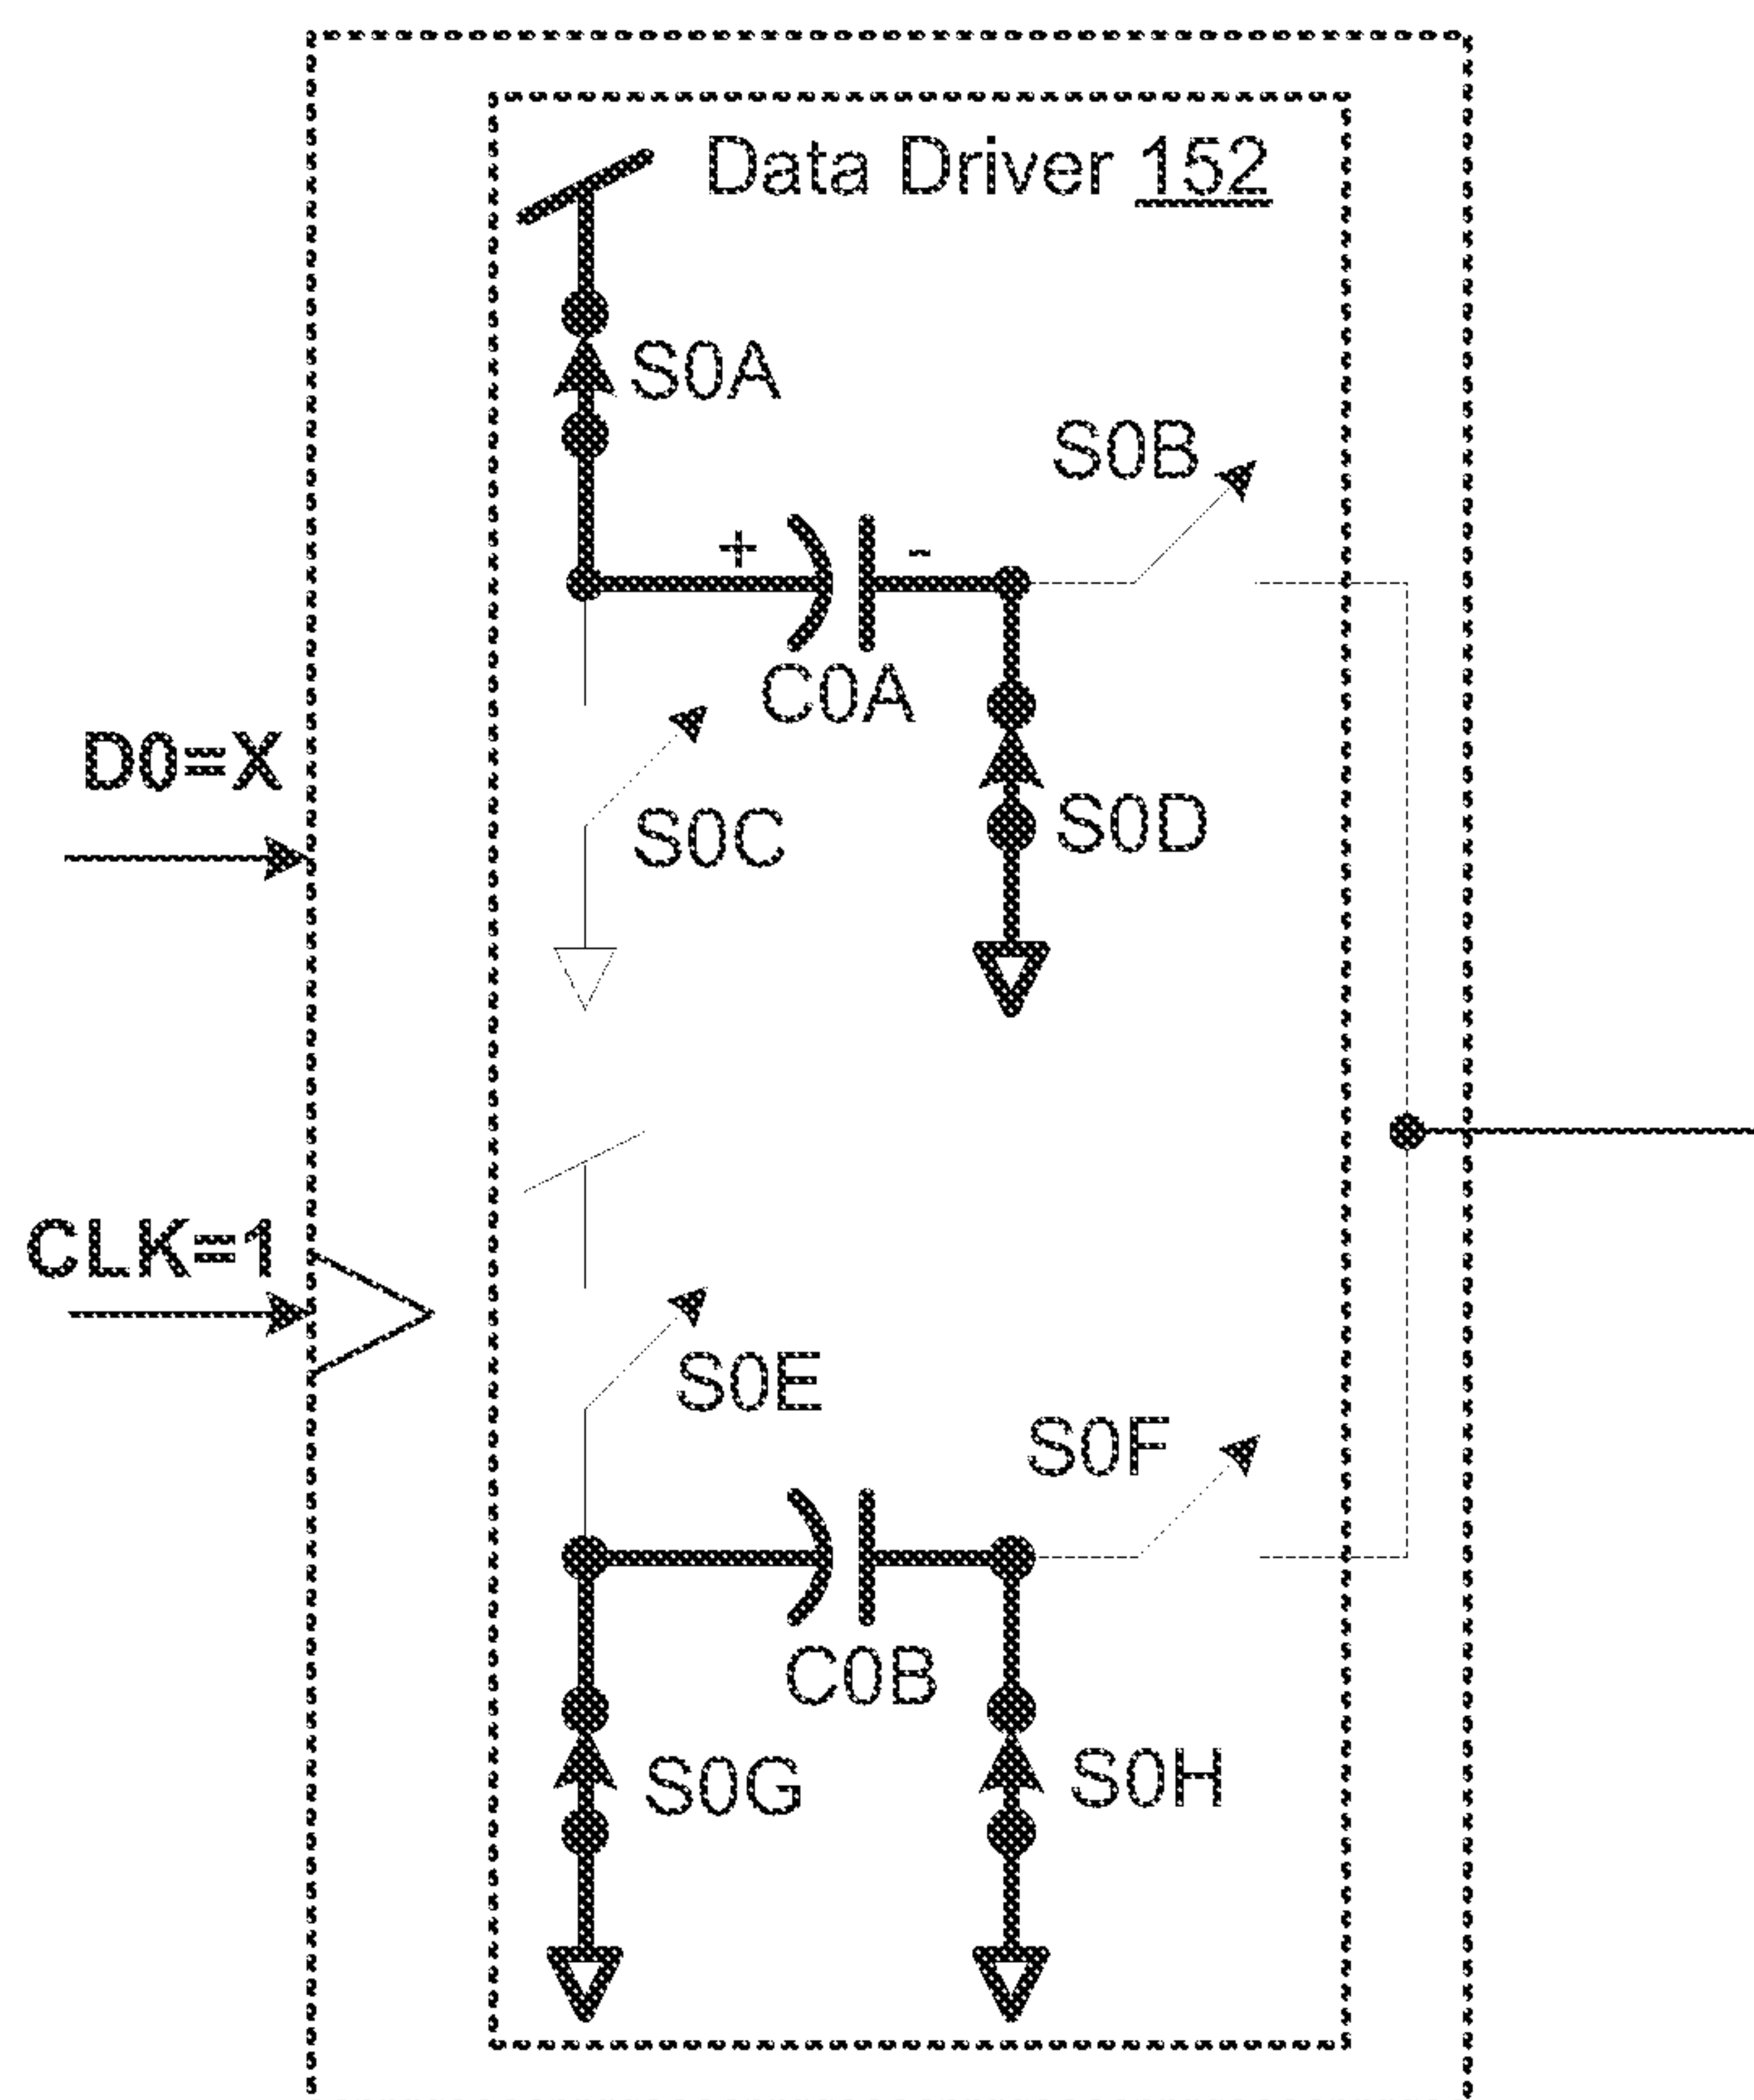 Data Driver 152
S0A
S0B
+ -
C0A
D0=X
S0C
S0D
CLK=1
S0E
S0F
C0B
S0G
S0H